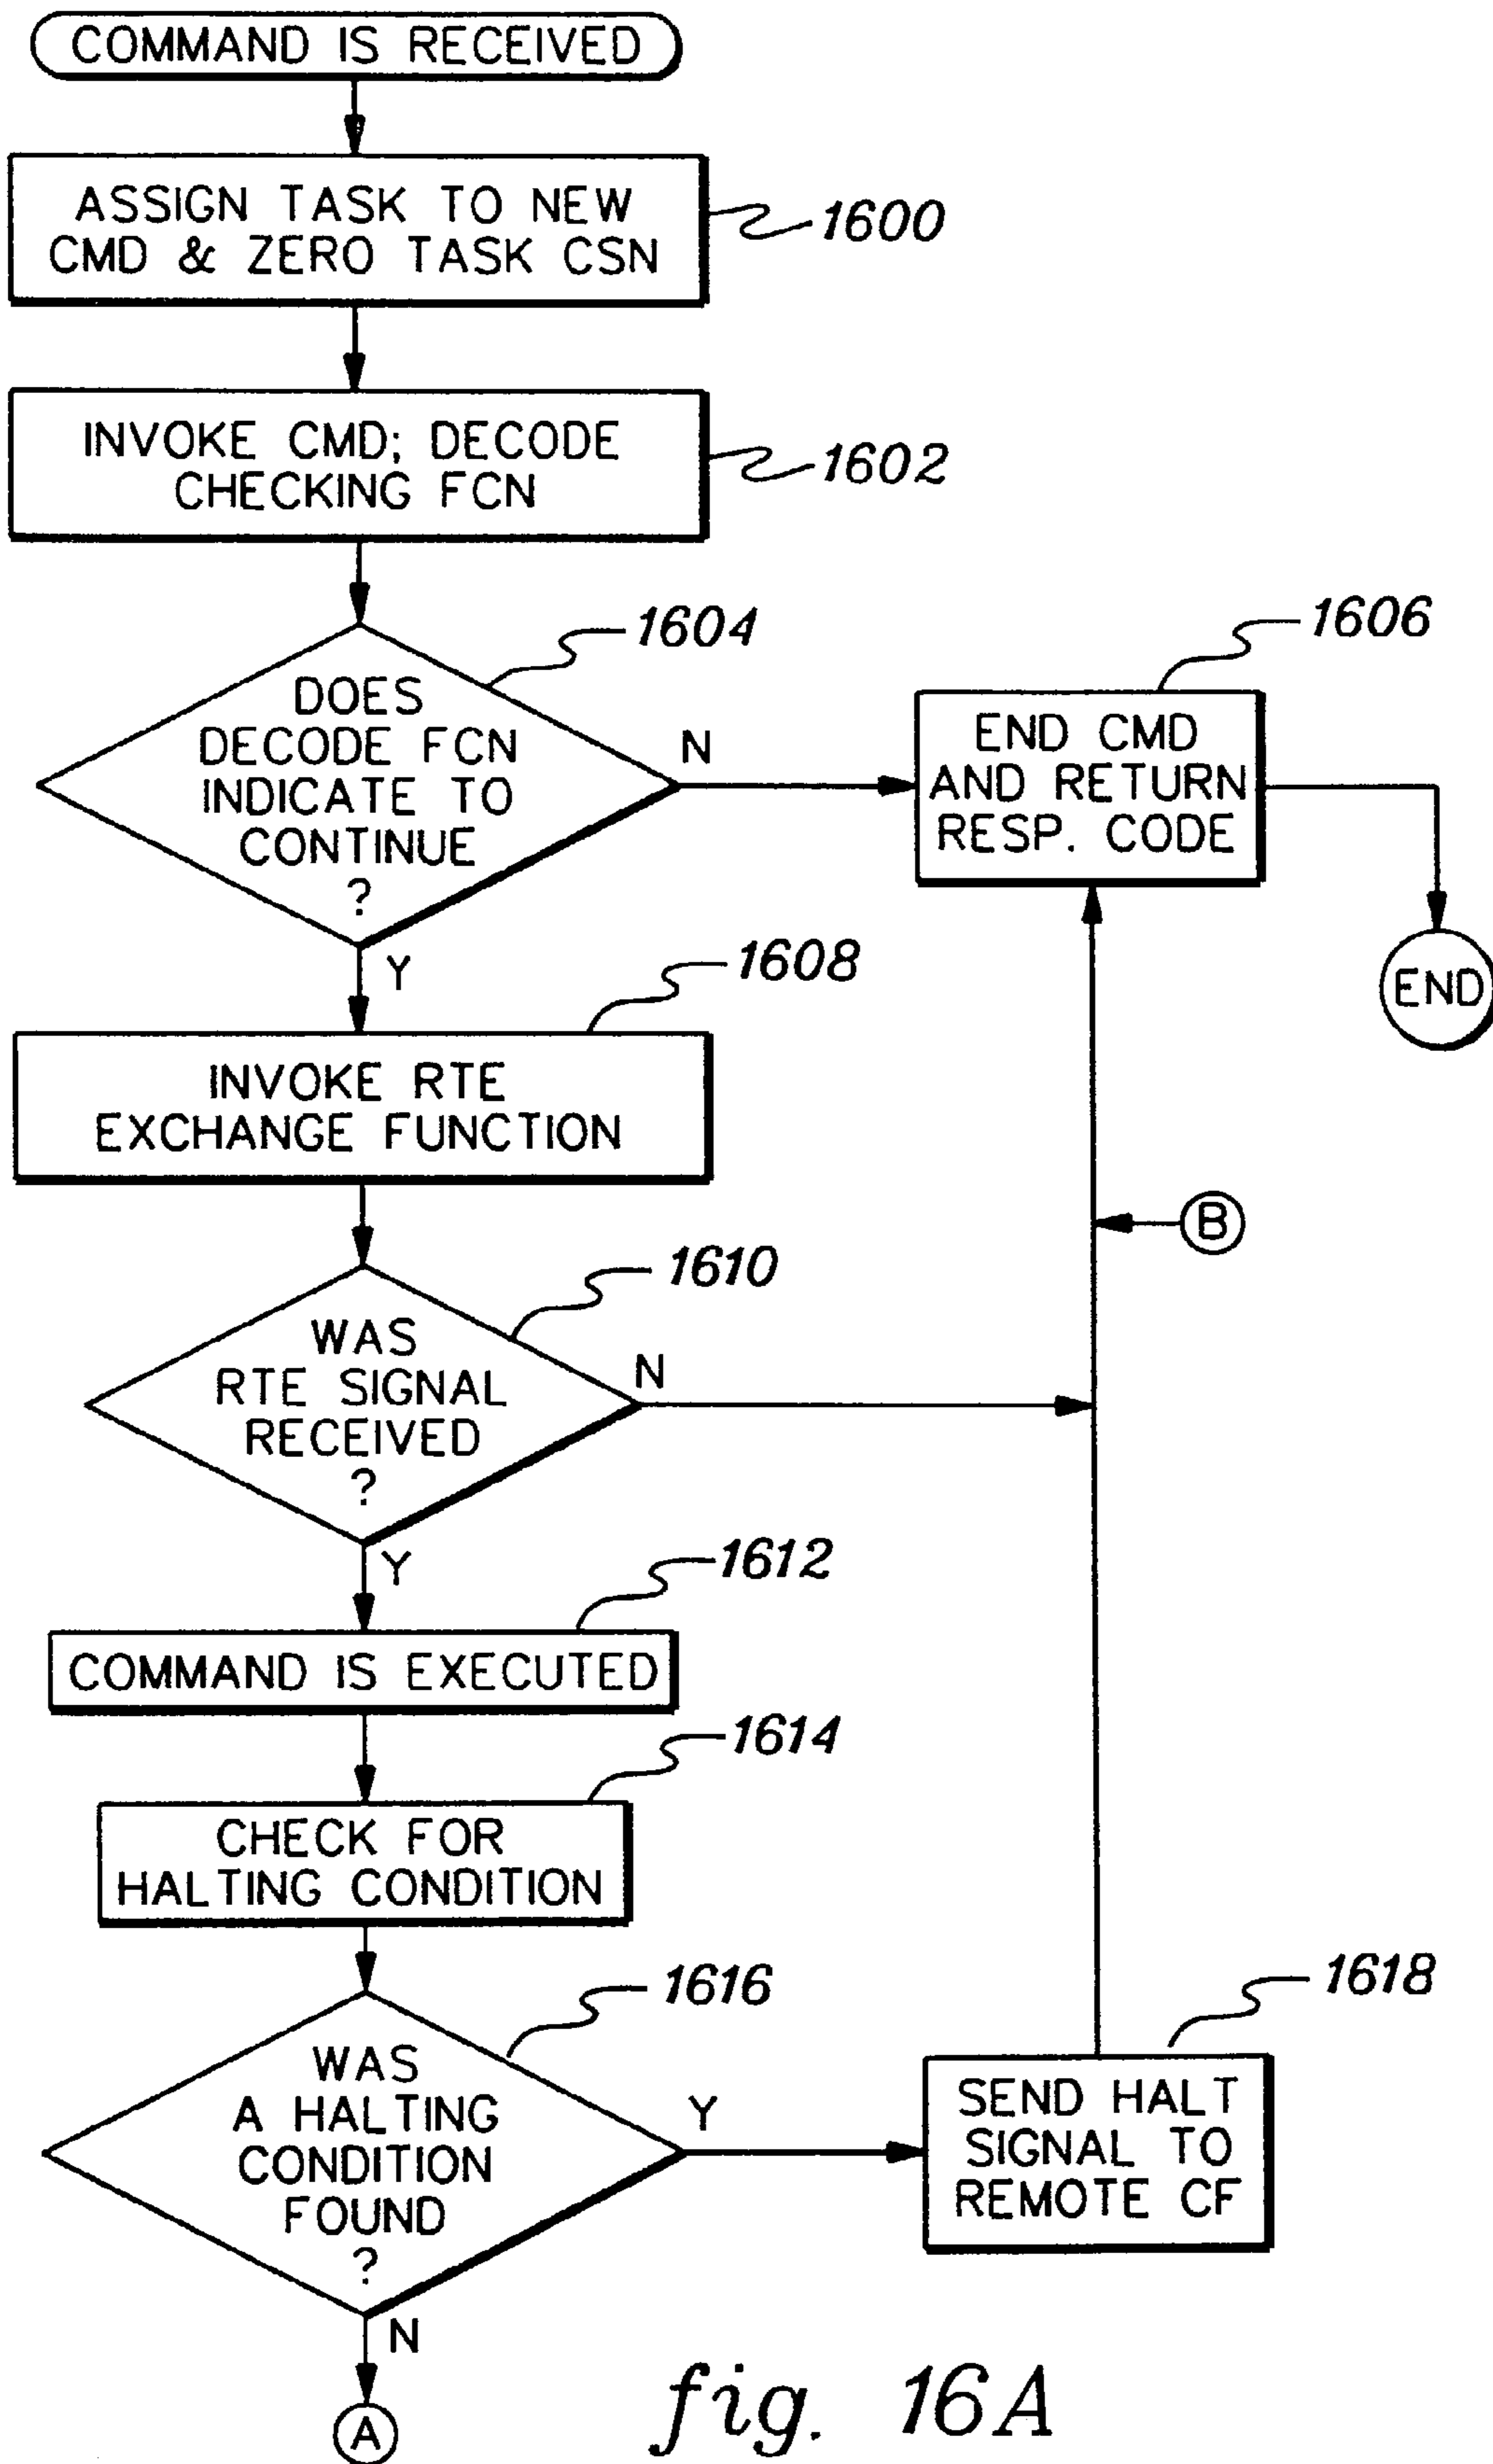 COMMAND IS RECEIVED
ASSIGN TASK TO NEW
CMD & ZERO TASK CSN
1600
INVOKE CMD; DECODE
CHECKING FCN
1602
1604
DOES
DECODE FCN
INDICATE TO
CONTINUE
?
N
Y
1606
END CMD
AND RETURN
RESP. CODE
END
1608
INVOKE RTE
EXCHANGE FUNCTION
B
1610
WAS
RTE SIGNAL
RECEIVED
?
N
Y
1612
COMMAND IS EXECUTED
1614
CHECK FOR
HALTING CONDITION
1616
WAS
A HALTING
CONDITION
FOUND
?
Y
N
1618
SEND HALT
SIGNAL TO
REMOTE CF
A
fig. 16A